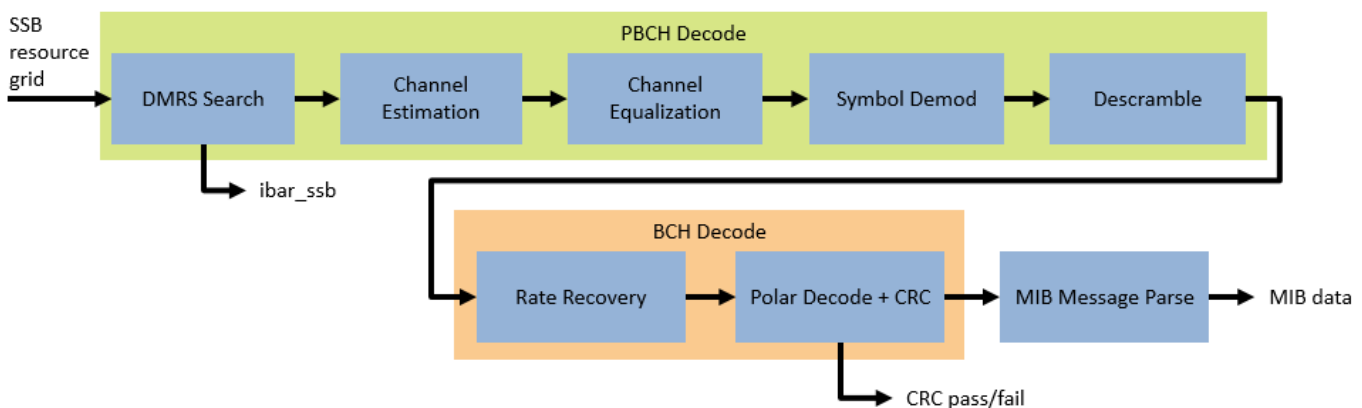 SSB
resource
grid
PBCH Decode
DMRS Search
Channel
Estimation
Channel
Equalization
Symbol Demod
Descramble
ibar_ssb
BCH Decode
Rate Recovery
Polar Decode + CRC
MIB Message Parse
MIB data
CRC pass/fail